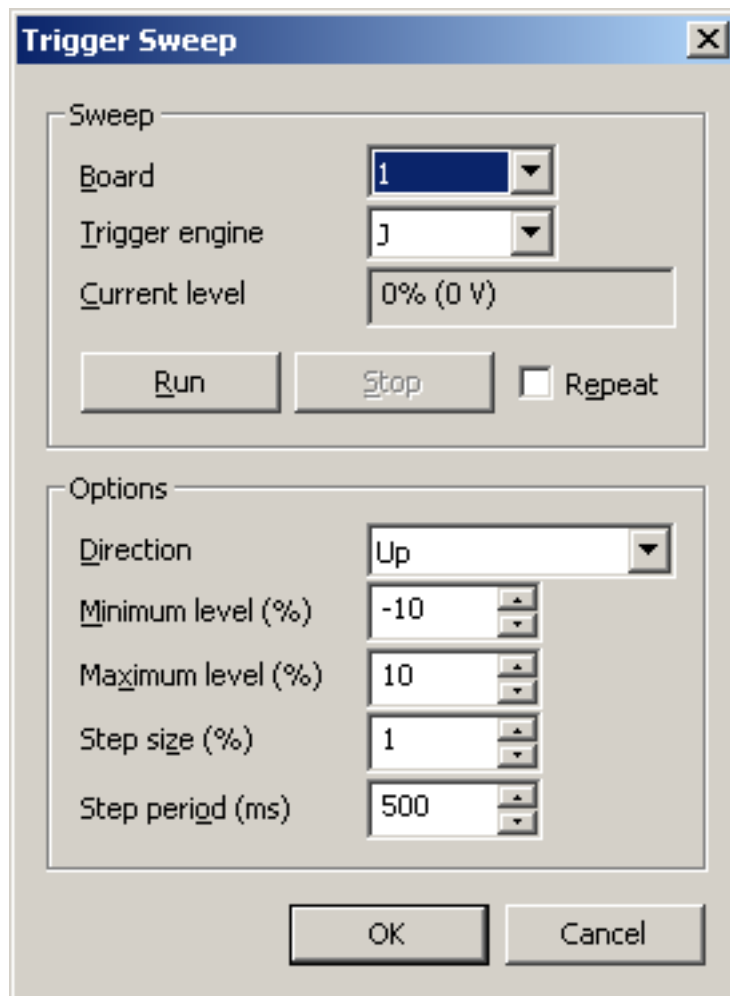 Trigger Sweep
Sweep
Board 1
Trigger engine J
Current level 0% (0 V)
Run Stop Repeat
Options
Direction Up
Minimum level (%) -10
Maximum level (%) 10
Step size (%) 1
Step period (ms) 500
OK Cancel